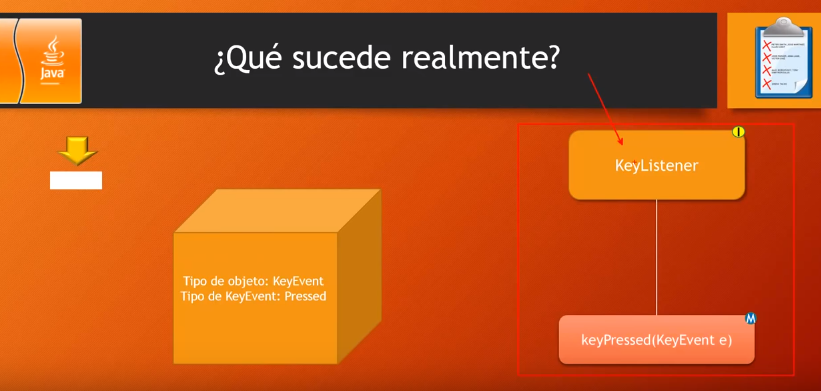 ¿Qué sucede realmente?
Java
KeyListener
I
Tipo de objeto: KeyEvent
Tipo de KeyEvent: Pressed
M
keyPressed(KeyEvent e)